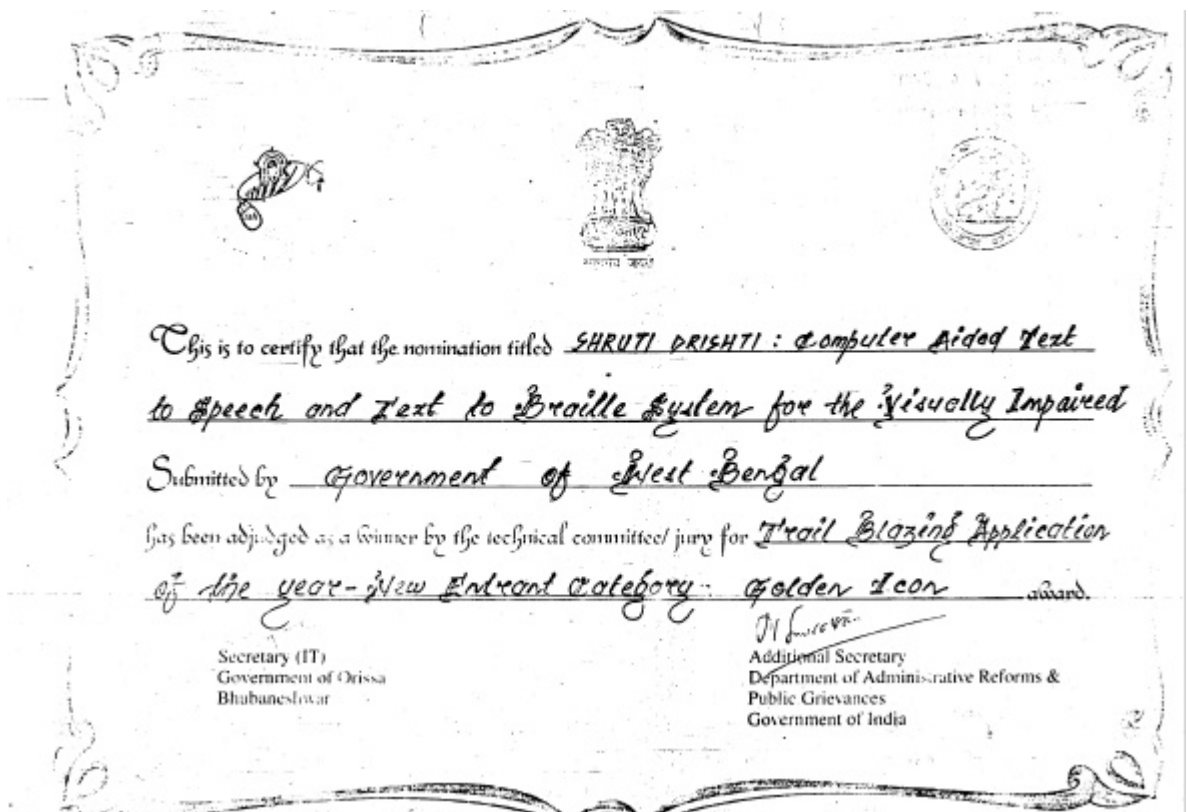 This is to certify that the nomination titled SHRUTI DRISHTI : Computer Aided Text
to Speech and Text to Braille System for the Visually Impaired
Submitted by Government of West Bengal
has been adjudged as a winner by the technical committee/ jury for Trail Blazing Application
of the year - New Entrant Category - Golden Icon award.
Secretary (IT)
Government of Orissa
Bhubaneshwar
Additional Secretary
Department of Administrative Reforms &
Public Grievances
Government of India